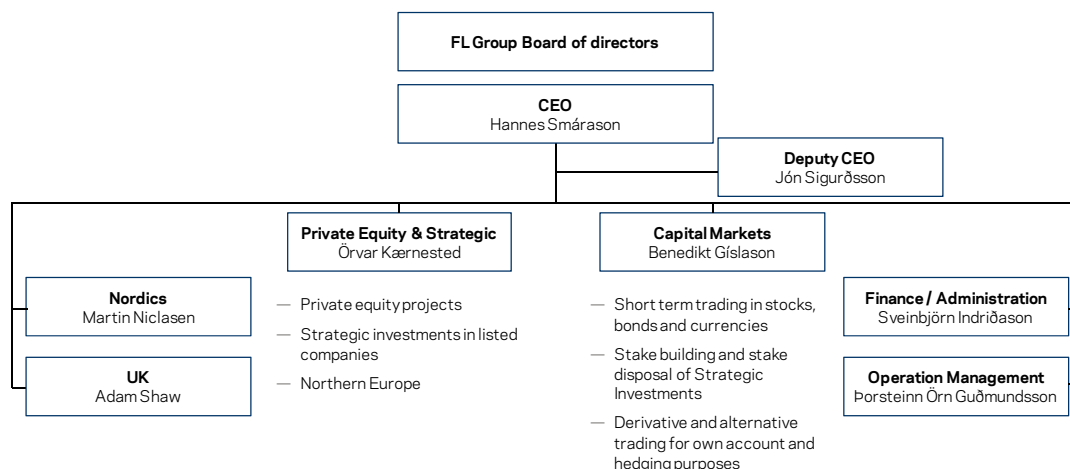 FL Group Board of directors
CEO
Hannes Smárason
Deputy CEO
Jón Sigurðsson
Private Equity & Strategic
Örvar Kærnested
Capital Markets
Benedikt Gíslason
Nordics
Martin Niclasen
UK
Adam Shaw
— Private equity projects
— Strategic investments in listed
companies
— Northern Europe
— Short term trading in stocks,
bonds and currencies
— Stake building and stake
disposal of Strategic
Investments
— Derivative and alternative
trading for own account and
hedging purposes
Finance / Administration
Sveinbjörn Indriðason
Operation Management
Þorsteinn Örn Guðmundsson